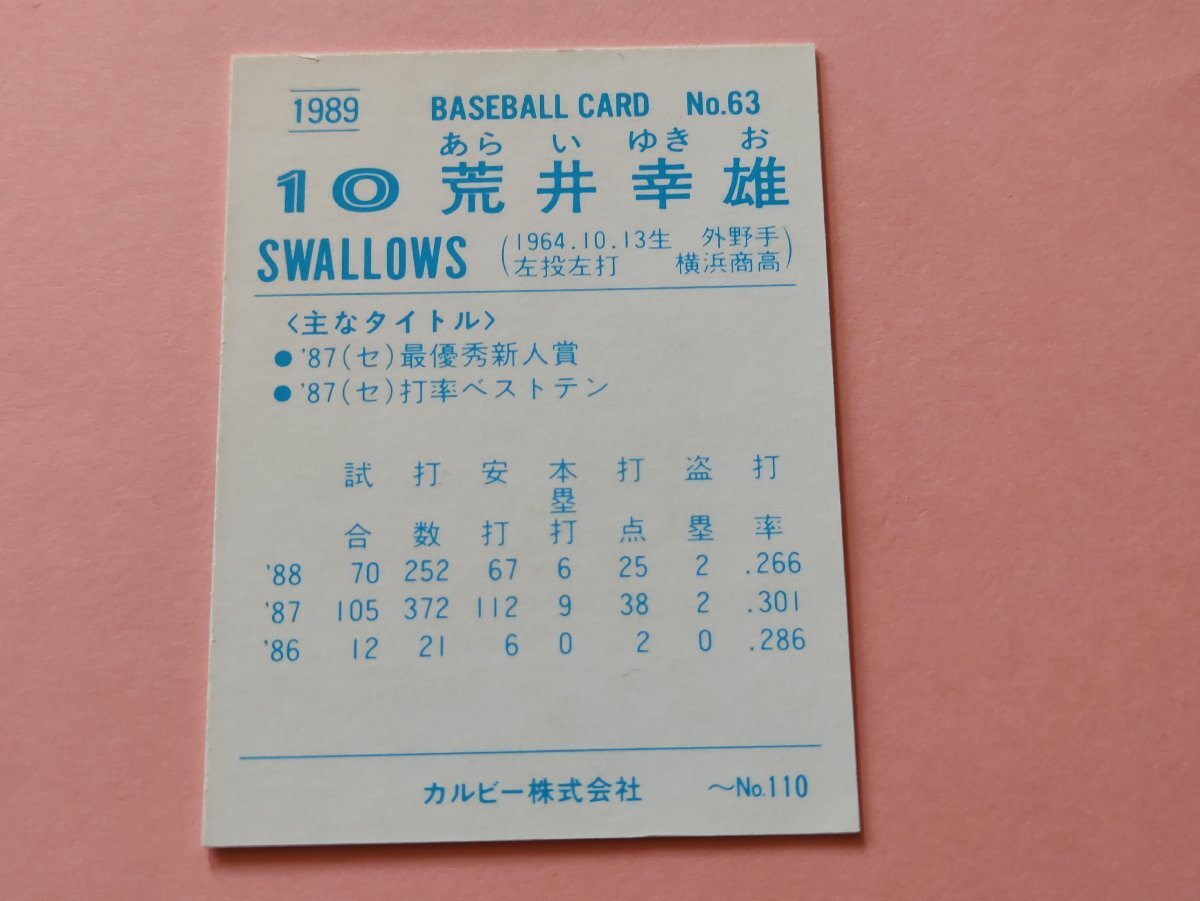 1989 BASEBALL CARD No.63
あら い ゆき お
10 荒井幸雄
SWALLOWS (1964.10.13生 外野手
左投左打 横浜商高)
〈主なタイトル〉
●'87(セ)最優秀新人賞
●'87(セ)打率ベストテン
試合 打数 安打 本塁打 打点 盗塁 打率
'88 70 252 67 6 25 2 .266
'87 105 372 112 9 38 2 .301
'86 12 21 6 0 2 0 .286
カルビー株式会社 〜No.110